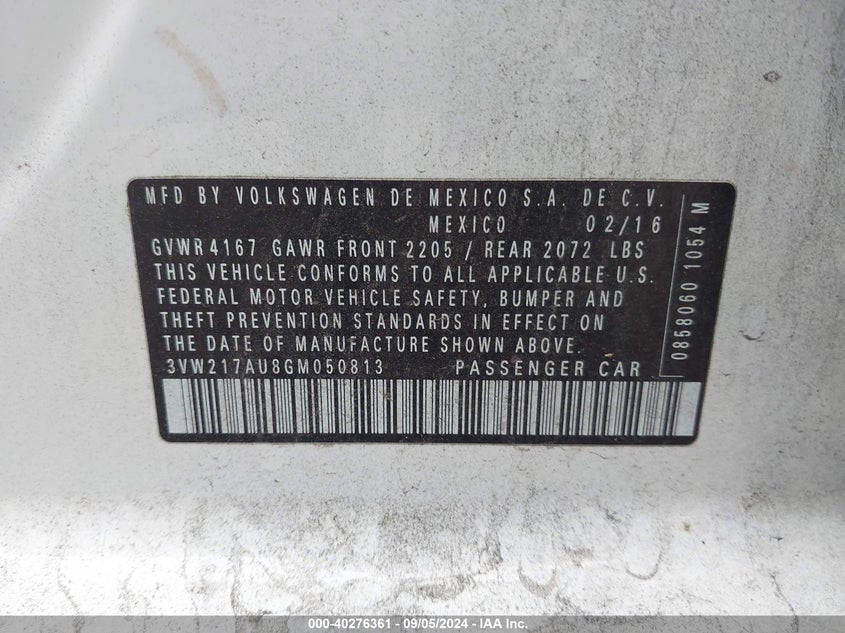 MFD BY VOLKSWAGEN DE MEXICO S.A. DE C.V.
MEXICO 02/16
GVWR 4167 GAWR FRONT 2205 / REAR 2072 LBS
THIS VEHICLE CONFORMS TO ALL APPLICABLE U.S.
FEDERAL MOTOR VEHICLE SAFETY, BUMPER AND
THEFT PREVENTION STANDARDS IN EFFECT ON
THE DATE OF MANUFACTURE SHOWN ABOVE.
3VW217AU8GM050813 PASSENGER CAR
0858060 1054 M
000-40276361 - 09/05/2024 - IAA Inc.